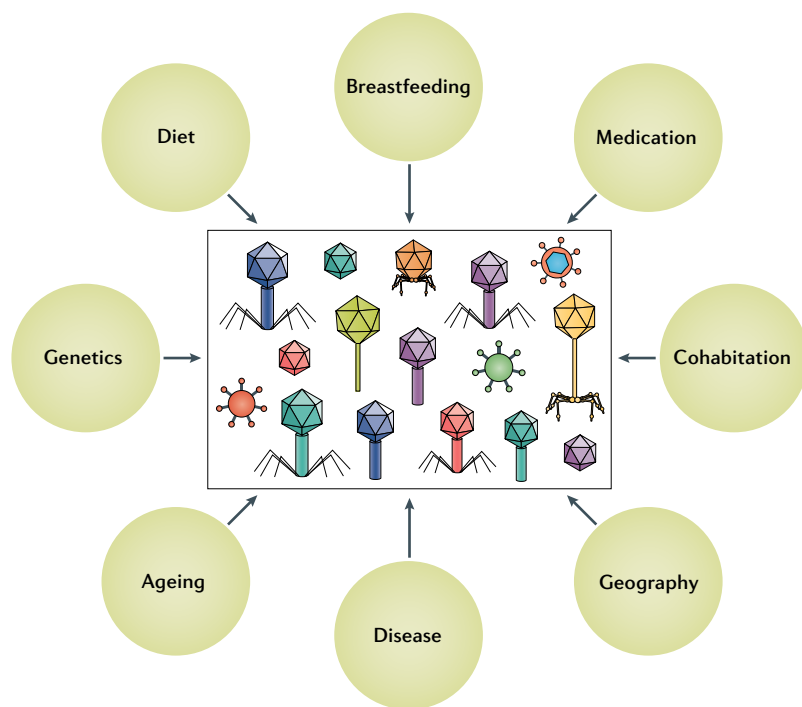 Breastfeeding
Diet
Medication
Genetics
Cohabitation
Ageing
Geography
Disease